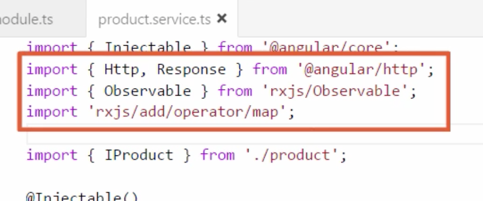 nodule.ts
product.service.ts ×
import { Injectable } from '@angular/core';
import { Http, Response } from '@angular/http';
import { Observable } from 'rxjs/Observable';
import 'rxjs/add/operator/map';
import { IProduct } from './product';
@Injectable()